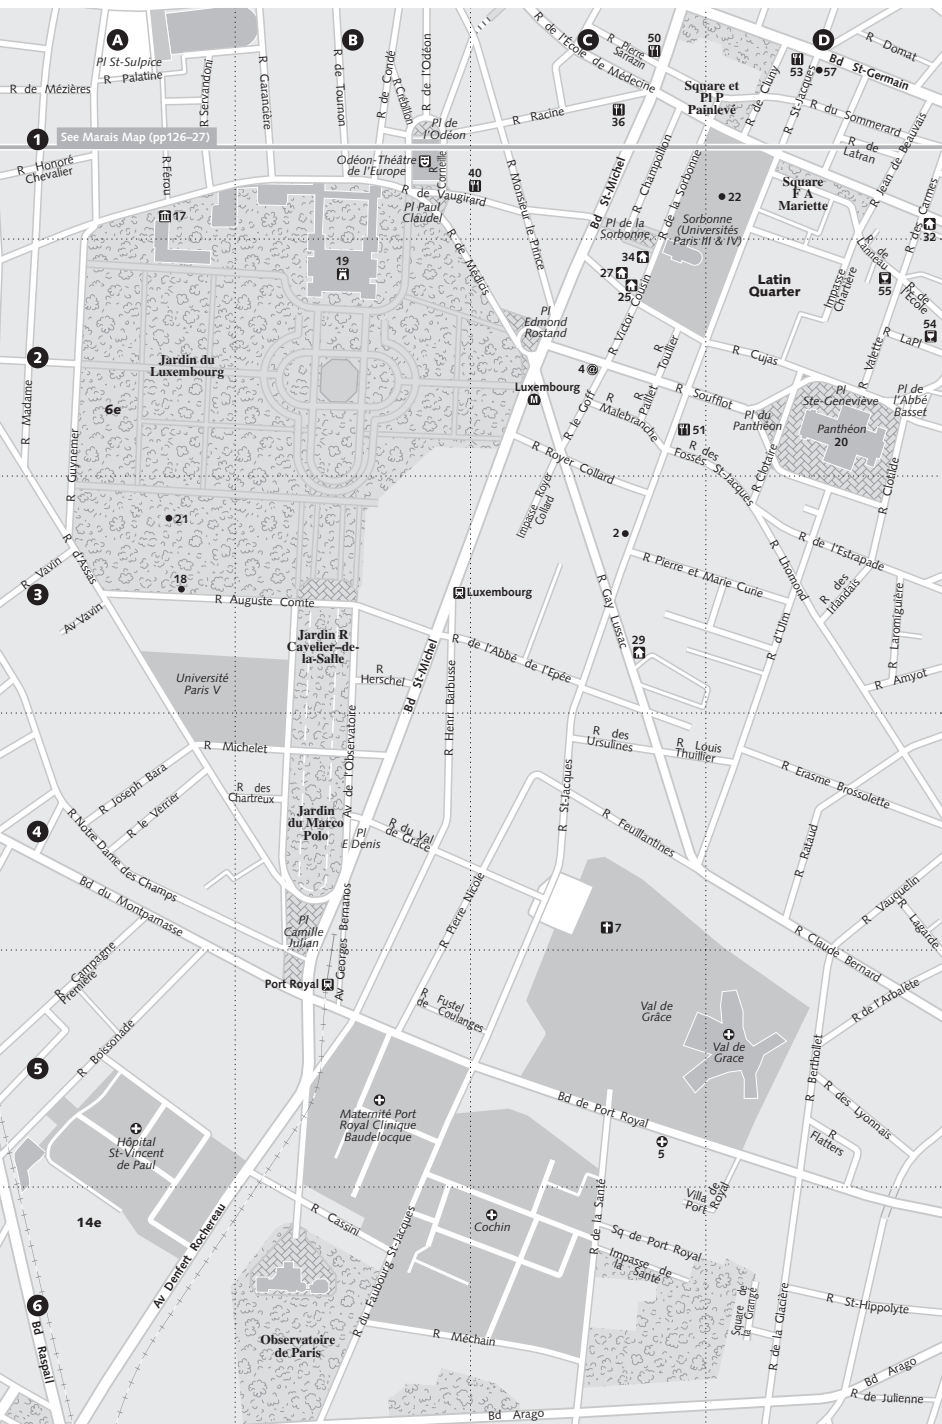 A
B
C
D
Pl St-Sulpice
R Palatine
R de Mézières
R Servandoni
R Garancère
R de Tournon
R de Condé
R Crébillon
R de l'Odéon
R de l'École de Médecine
R Pierre
Sarrazin
50
53
57
Bd St-Germain
R Domat
Square et
Pl P
Painlevé
R de Cluny
R St-Jacques
R du Sommerard
R de
Latran
R Jean de Beauvais
R des Carmes
36
R Racine
Pl de
l'Odéon
1
See Marais Map (pp126–27)
R Honoré
Chevalier
R Férou
Odéon-Théâtre
de l'Europe
R Corneille
40
R de Vaugirard
Pl Paul
Claudel
R Monsieur le Prince
Bd St-Michel
R Champollion
R de la Sorbonne
Pl de la
Sorbonne
22
Sorbonne
(Universités
Paris III & IV)
Square
F A
Mariette
32
17
19
R de Médicis
34
27
25
R Victor Cousin
Latin
Quarter
Impasse
Chartière
R de
Lanneau
55
R de
l'École
54
R LaPl
Pl
Edmond
Rostand
2
Jardin du
Luxembourg
6e
R Madame
R Guynemer
4 @
Luxembourg
M
R Toullier
R Cujas
R Valette
R le Goff
R
Malebranche
R
Paillet
R Soufflot
Pl du
Panthéon
Pl
Ste-Geneviève
Panthéon
20
Pl de
l'Abbé
Basset
51
R des
Fossés St-Jacques
R Clotaire
R Clotilde
R Royer Collard
Impasse Royer
Collard
21
18
2
R Vavin
R d'Assas
3
Av Vavin
R Auguste Comte
Luxembourg
R Pierre et Marie Curie
R Lhomond
R de l'Estrapade
R des
Irlandais
R Laromiguière
R Gay Lussac
R d'Ulm
29
R Amyot
Jardin R
Cavelier–de-
la-Salle
R
Herschel
R de l'Abbé de l'Epée
Bd St-Michel
R Henri Barbusse
Université
Paris V
R Michelet
Av de l'Observatoire
R des
Ursulines
R Louis
Thuillier
R Erasme Brossolette
R Joseph Bara
R le Verrier
R des
Chartreux
Jardin
du Marco
Polo
Pl
E Denis
R du Val
de Grâce
R St-Jacques
R Feuillantines
R Rataud
4
R Notre Dame des Champs
Bd du Montparnasse
Pl
Camille
Julian
Av Georges Bernanos
R Pierre Nicole
7
R Vauquelin
R Lagarde
R Claude Bernard
R de l'Arbalète
R Campagne
Première
Port Royal
R Fustel
de Coulanges
Val de
Grâce
Val de
Grace
R Boissonade
5
R Berthollet
R des Lyonnais
R
Flatters
Maternité Port
Royal Clinique
Baudelocque
Bd de Port Royal
5
Hôpital
St-Vincent
de Paul
Villa de
Port Royal
14e
R Cassini
Cochin
R de la Santé
Sq de Port Royal
Impasse de
la Santé
Av Denfert Rochereau
R du Faubourg St-Jacques
Square de
la Grangé
R de la Glacière
R St-Hippolyte
6
Bd Raspail
Observatoire
de Paris
R Méchain
Bd Arago
Bd Arago
R de Julienne